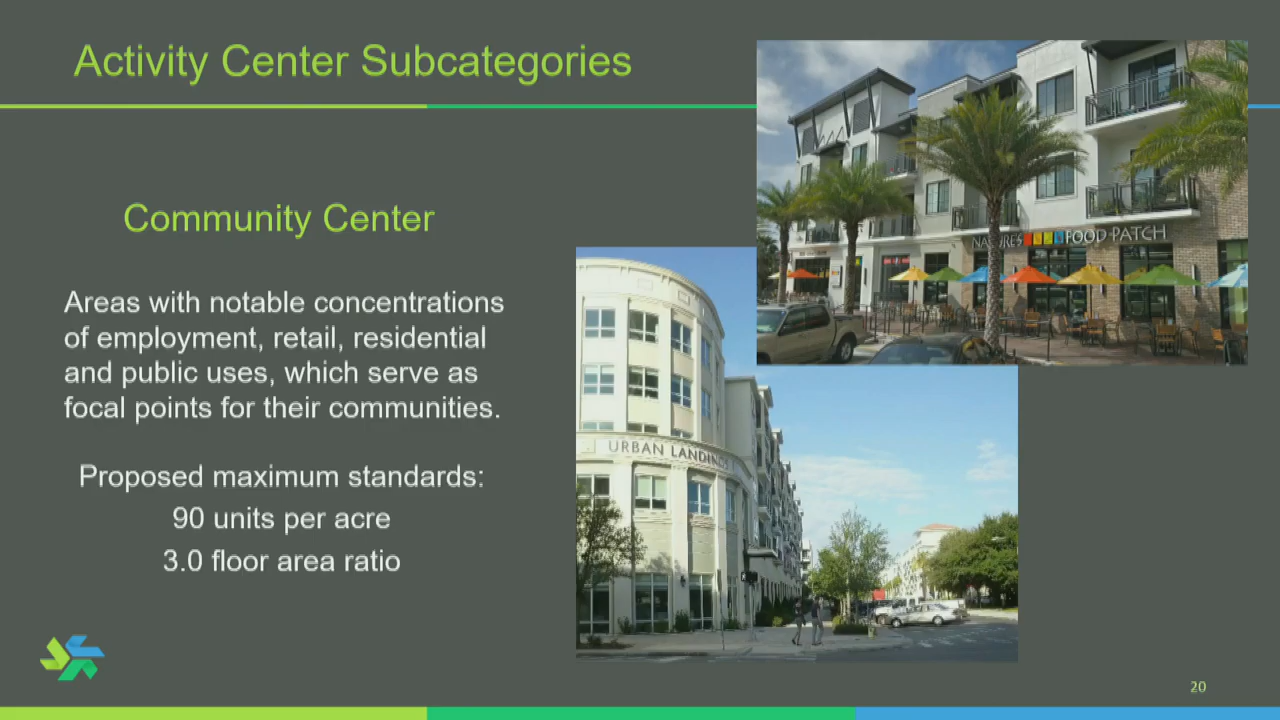 Activity Center Subcategories
Community Center
Areas with notable concentrations
of employment, retail, residential
and public uses, which serve as
focal points for their communities.
Proposed maximum standards:
90 units per acre
3.0 floor area ratio
NATURE'S FOOD PATCH
URBAN LANDINGS
20